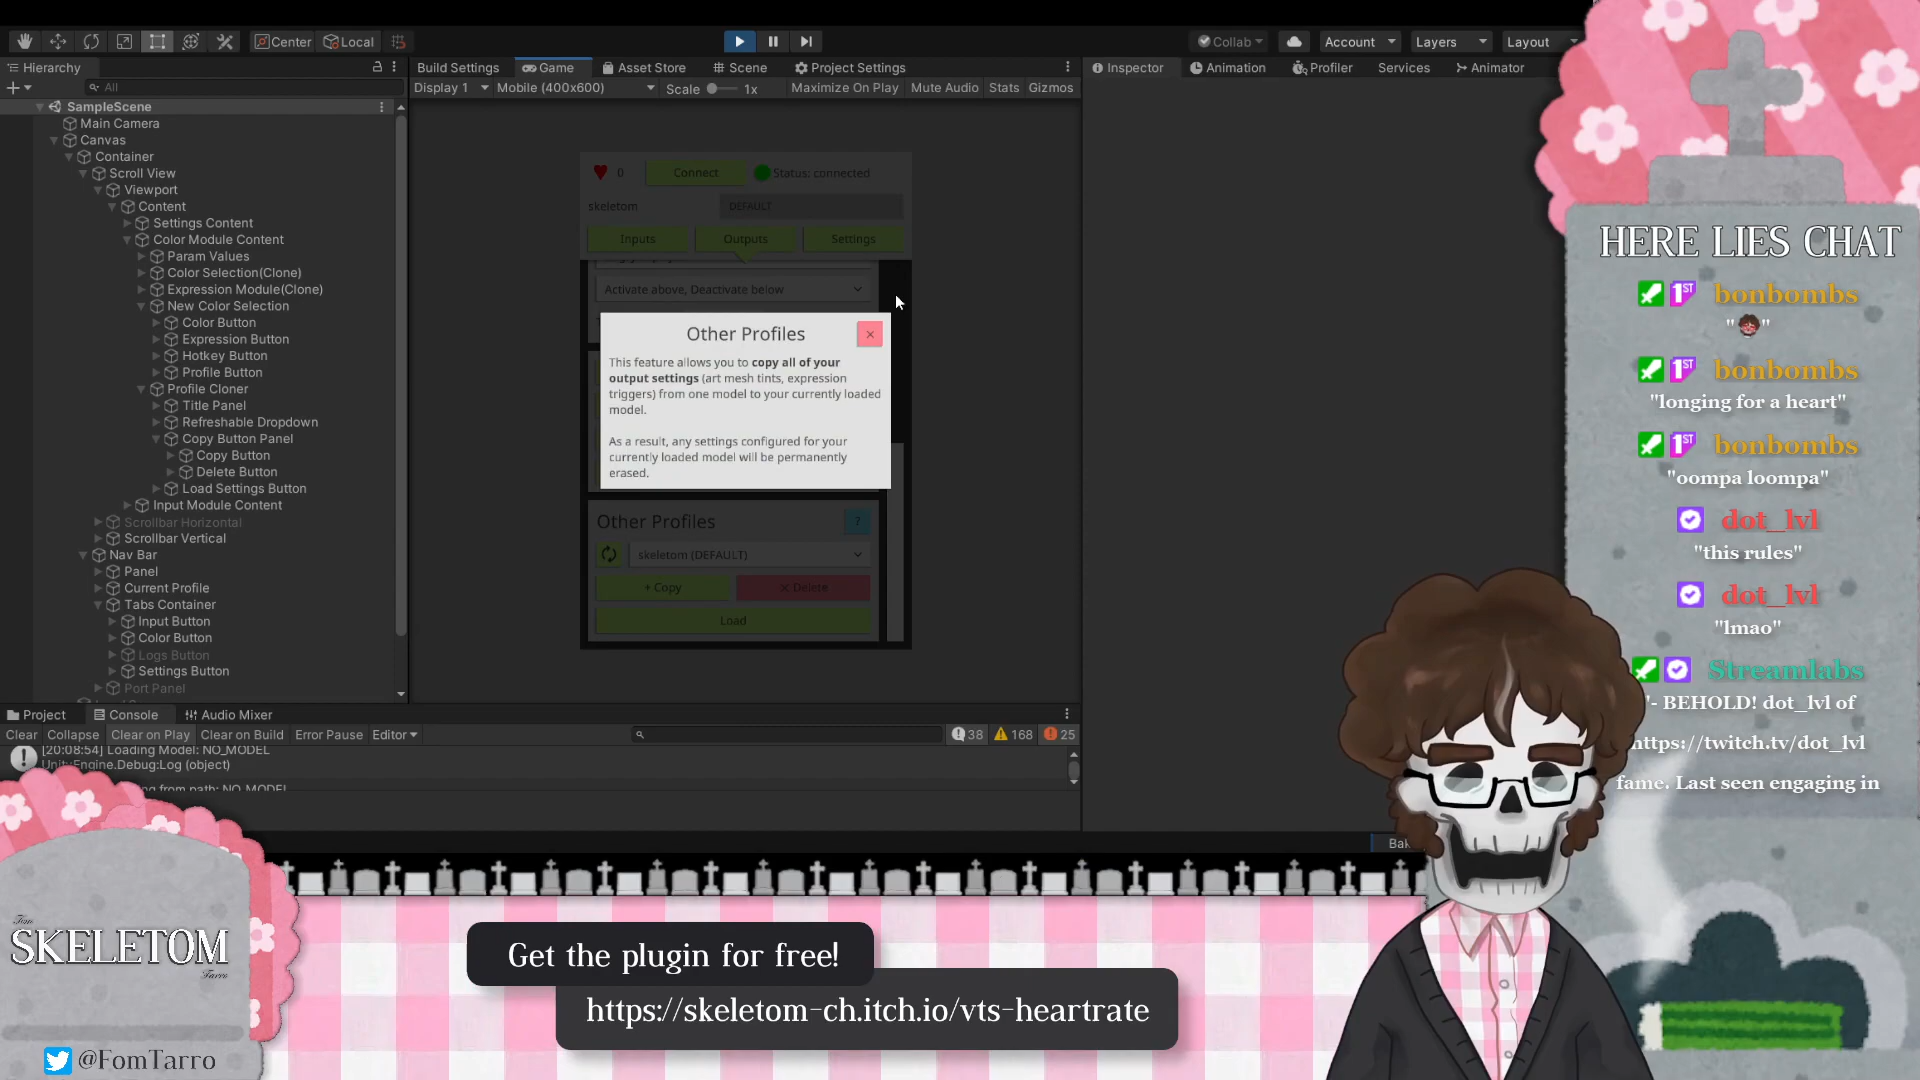 Center
Local
Collab
Account
Layers
Layout
Hierarchy
All
SampleScene
Main Camera
Canvas
Container
Scroll View
Viewport
Content
Settings Content
Color Module Content
Param Values
Color Selection(Clone)
Expression Module(Clone)
New Color Selection
Color Button
Expression Button
Hotkey Button
Profile Button
Profile Cloner
Title Panel
Refreshable Dropdown
Copy Button Panel
Copy Button
Delete Button
Load Settings Button
Input Module Content
Scrollbar Horizontal
Scrollbar Vertical
Nav Bar
Panel
Current Profile
Tabs Container
Input Button
Color Button
Logs Button
Settings Button
Port Panel
Build Settings
Game
Asset Store
Scene
Project Settings
Display 1
Mobile (400x600)
Scale
1x
Maximize On Play
Mute Audio
Stats
Gizmos
0
Connect
Status: connected
skeletom
DEFAULT
Inputs
Outputs
Settings
Activate above, Deactivate below
Other Profiles
×
This feature allows you to copy all of your
output settings (art mesh tints, expression
triggers) from one model to your currently loaded
model.
As a result, any settings configured for your
currently loaded model will be permanently
erased.
Other Profiles
?
skeletom (DEFAULT)
+ Copy
X Delete
Load
Inspector
Animation
Profiler
Services
Animator
Project
Console
Audio Mixer
Clear
Collapse
Clear on Play
Clear on Build
Error Pause
Editor
38
168
25
[20:08:54] Loading Model: NO_MODEL
UnityEngine.Debug:Log (object)
from path: NO_MODEL
HERE LIES CHAT
1ST bonbombs
" "
1ST bonbombs
"longing for a heart"
1ST bonbombs
"oompa loompa"
dot_lvl
"this rules"
dot_lvl
"lmao"
Streamlabs
"- BEHOLD! dot_lvl of
https://twitch.tv/dot_lvl
fame. Last seen engaging in
Fom
SKELETOM
Tarro
@FomTarro
Get the plugin for free!
https://skeletom-ch.itch.io/vts-heartrate